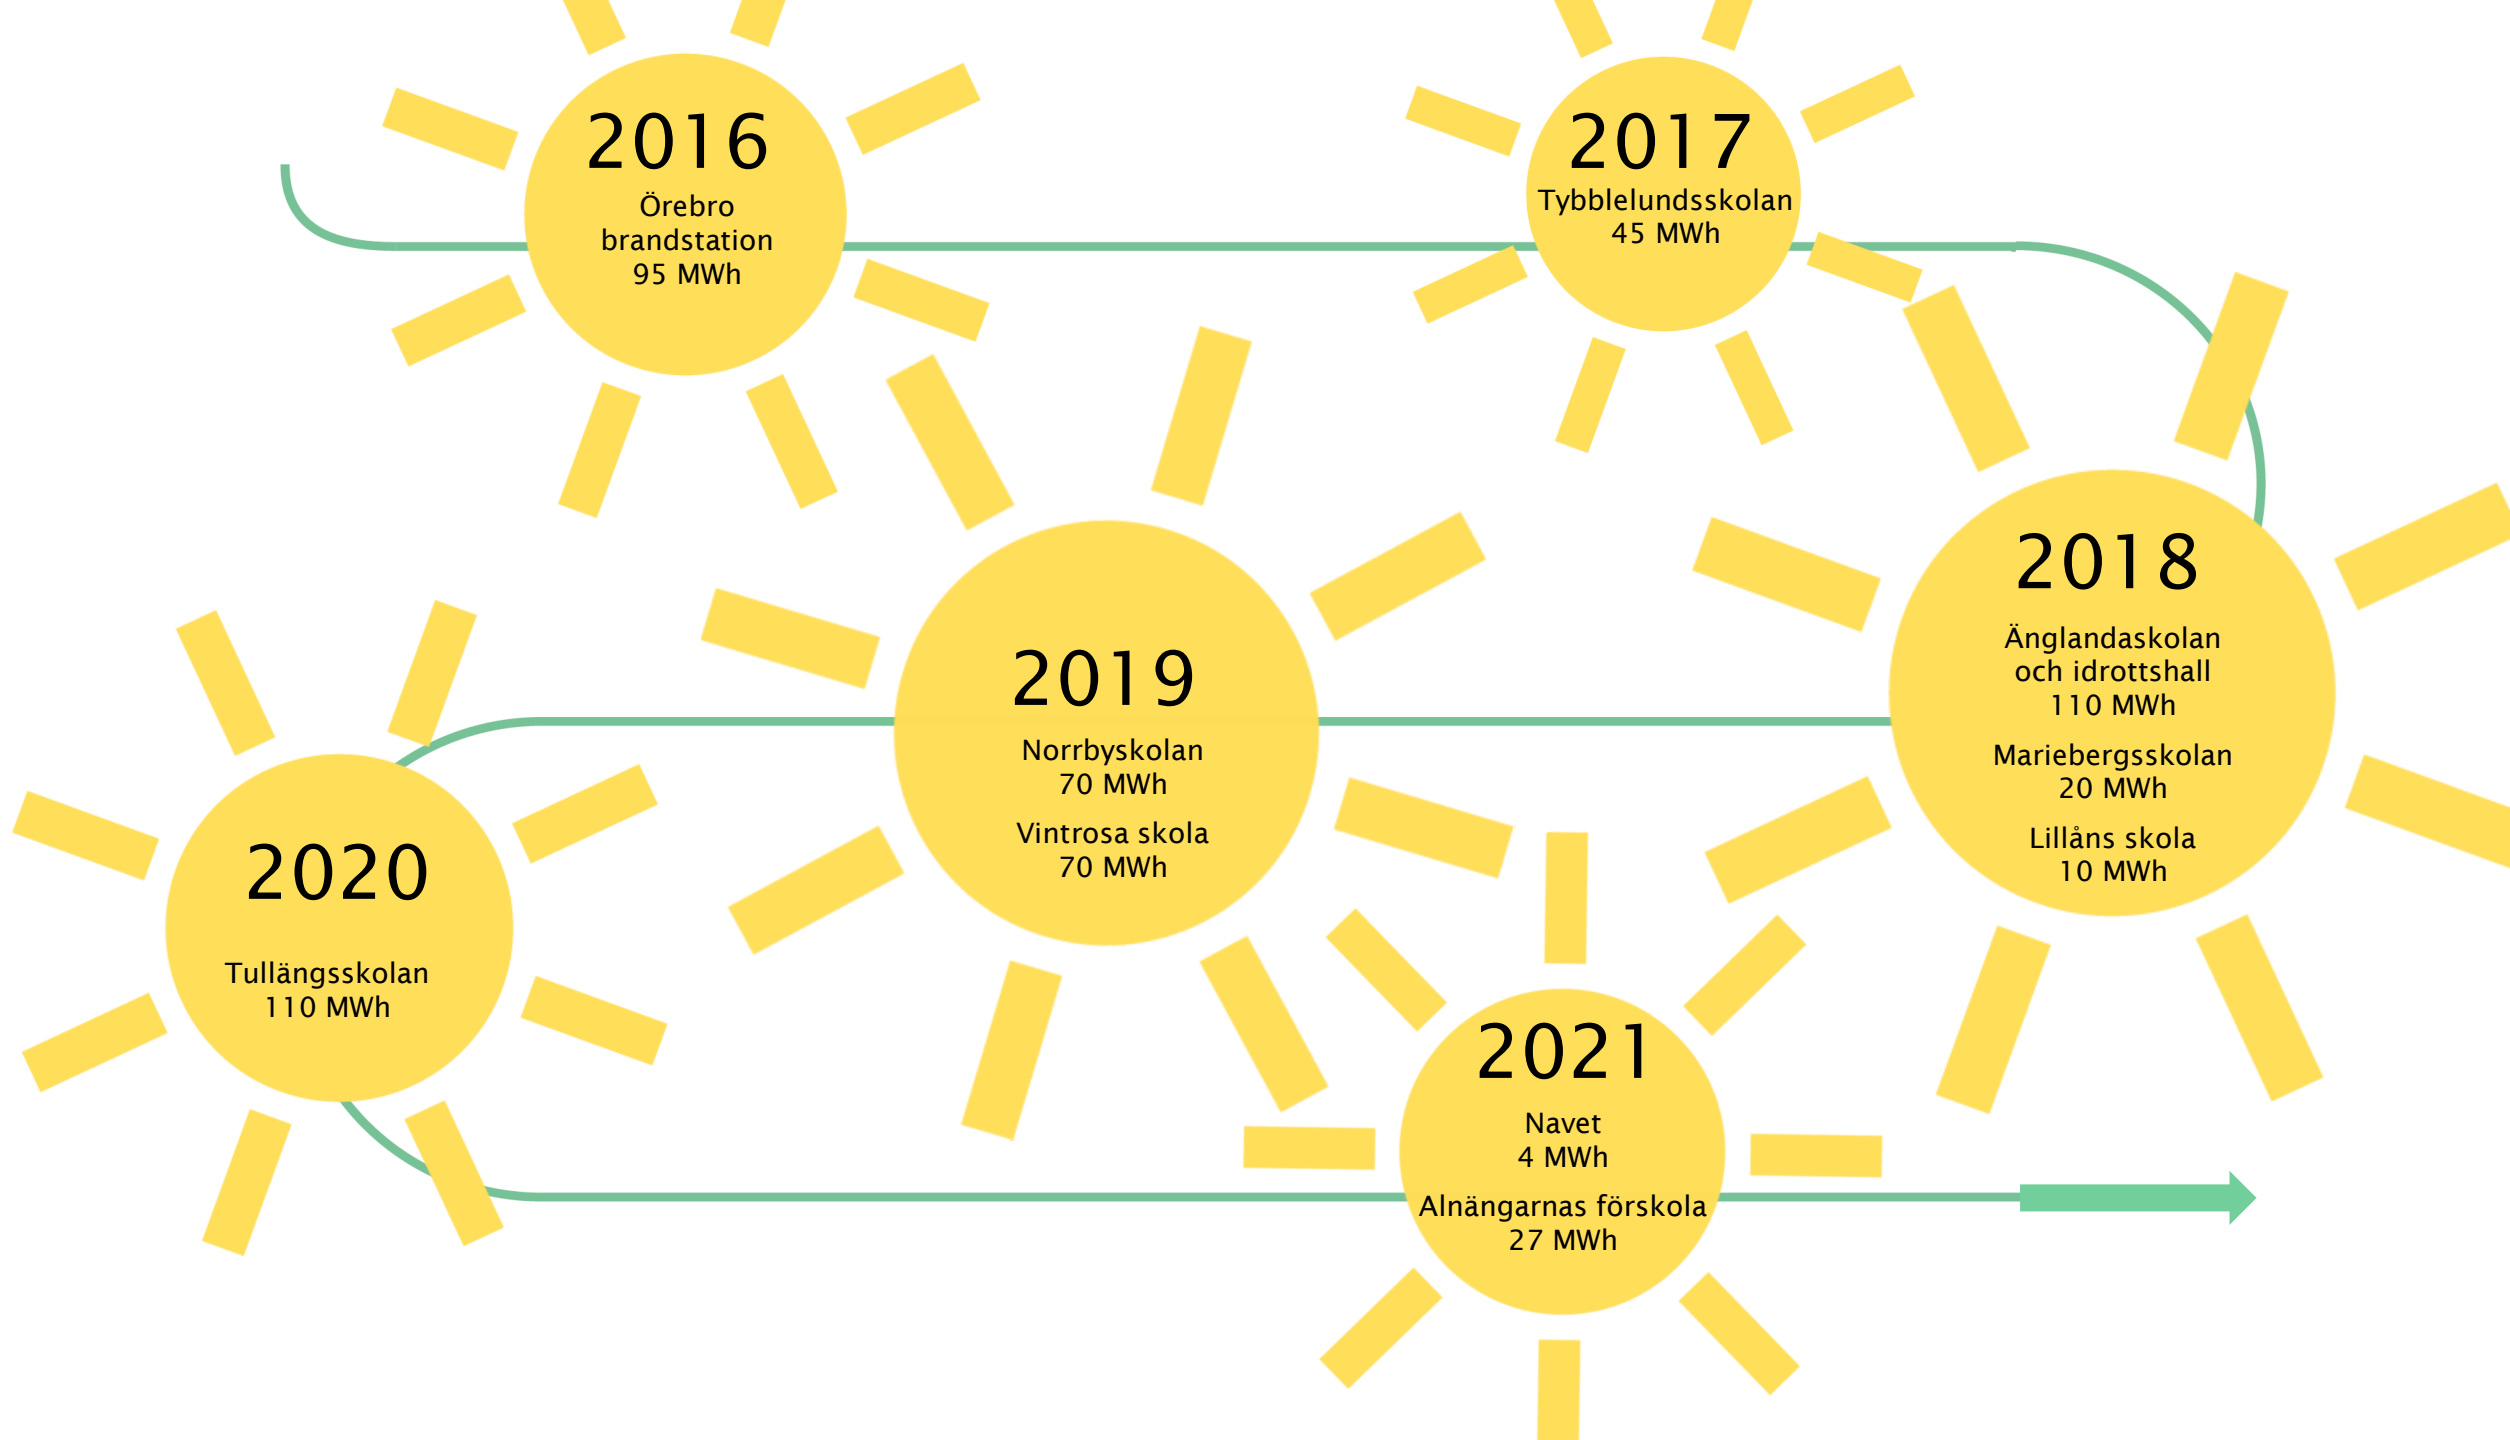 2016
Örebro
brandstation
95 MWh
2017
Tybblelundsskolan
45 MWh
2018
Änglandaskolan
och idrottshall
110 MWh
Mariebergsskolan
20 MWh
Lillåns skola
10 MWh
2019
Norrbyskolan
70 MWh
Vintrosa skola
70 MWh
2020
Tullängsskolan
110 MWh
2021
Navet
4 MWh
Alnängarnas förskola
27 MWh